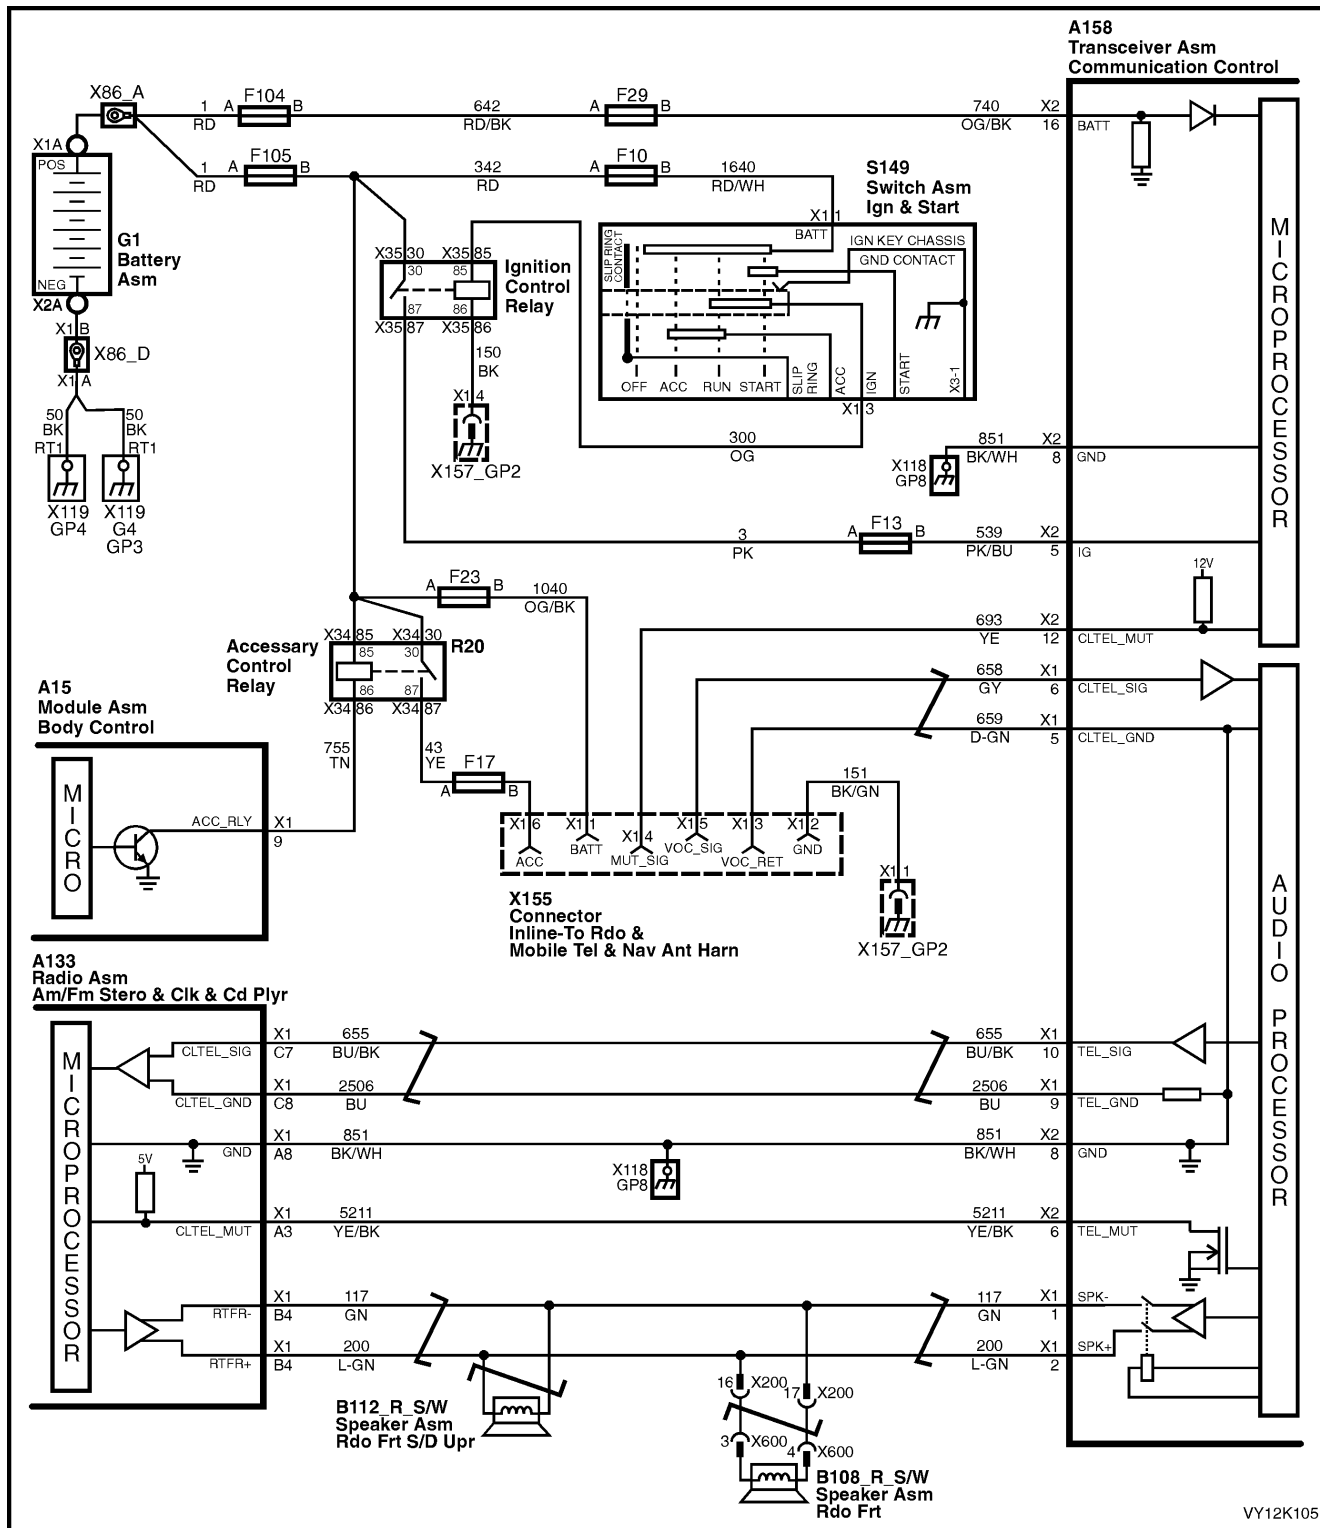 A158
Transceiver Asm
Communication Control
X86_A
1
RD
A F104 B
642
RD/BK
A F29 B
740
OG/BK
X2
16
BATT
X1A
POS
1
RD
A F105 B
342
RD
A F10 B
1640
RD/WH
S149
Switch Asm
Ign & Start
G1
Battery
Asm
NEG
X2A
X1 B
X86_D
X1 A
50
BK
50
BK
RT1
RT1
X119
GP4
X119
G4
GP3
X35 30
X35 85
30
85
87
86
X35 87
X35 86
Ignition
Control
Relay
150
BK
X1 4
X157_GP2
X1 1
BATT
SLIP RING
CONTACT
IGN KEY CHASSIS
GND CONTACT
OFF ACC RUN START
SLIP
RING
ACC
IGN
START
X3-1
X1 3
300
OG
MICROPROCESSOR
851
BK/WH
X2
8
GND
X118
GP8
3
PK
A F13 B
539
PK/BU
X2
5
IG
12V
A F23 B
1040
OG/BK
693
YE
X2
12
CLTEL_MUT
Accessary
Control
Relay
X34 85
X34 30
85
30
86
87
X34 86
X34 87
R20
658
GY
X1
6
CLTEL_SIG
659
D-GN
X1
5
CLTEL_GND
A15
Module Asm
Body Control
MICRO
ACC_RLY
X1
9
755
TN
43
YE
A F17 B
151
BK/GN
X1 6
ACC
X1 1
BATT
X1 4
MUT_SIG
X1 5
VOC_SIG
X1 3
VOC_RET
X1 2
GND
X1 1
X157_GP2
X155
Connector
Inline-To Rdo &
Mobile Tel & Nav Ant Harn
AUDIO PROCESSOR
A133
Radio Asm
Am/Fm Stero & Clk & Cd Plyr
MICROPROCESSOR
CLTEL_SIG
X1
C7
655
BU/BK
655
BU/BK
X1
10
TEL_SIG
CLTEL_GND
X1
C8
2506
BU
2506
BU
X1
9
TEL_GND
GND
X1
A8
851
BK/WH
X118
GP8
851
BK/WH
X2
8
GND
5V
CLTEL_MUT
X1
A3
5211
YE/BK
5211
YE/BK
X2
6
TEL_MUT
RTFR-
X1
B4
117
GN
117
GN
X1
1
SPK-
RTFR+
X1
B4
200
L-GN
200
L-GN
X1
2
SPK+
B112_R_S/W
Speaker Asm
Rdo Frt S/D Upr
16 X200
17 X200
3 X600
4 X600
B108_R_S/W
Speaker Asm
Rdo Frt
VY12K105